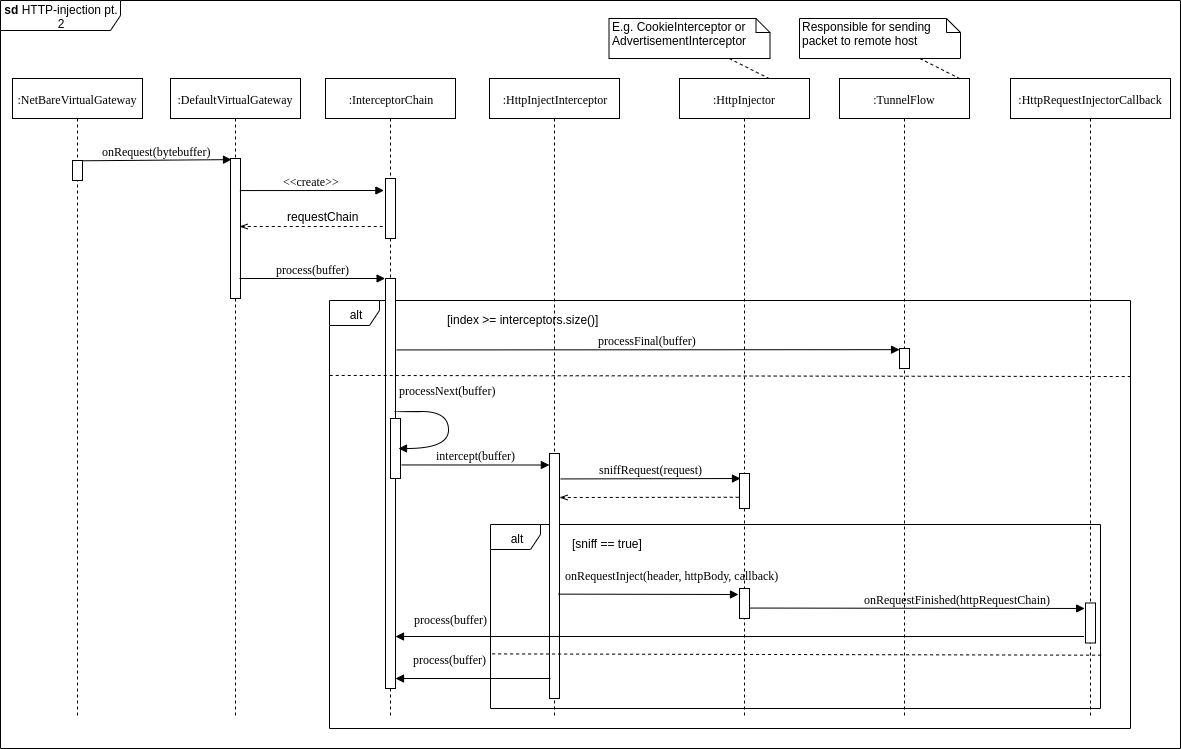 sd HTTP-injection pt.
2
E.g. CookieInterceptor or
AdvertisementInterceptor
Responsible for sending
packet to remote host
:NetBareVirtualGateway
:DefaultVirtualGateway
:InterceptorChain
:HttpInjectInterceptor
:HttpInjector
:TunnelFlow
:HttpRequestInjectorCallback
onRequest(bytebuffer)
<<create>>
requestChain
process(buffer)
alt
[index >= interceptors.size()]
processFinal(buffer)
processNext(buffer)
intercept(buffer)
sniffRequest(request)
alt
[sniff == true]
onRequestInject(header, httpBody, callback)
onRequestFinished(httpRequestChain)
process(buffer)
process(buffer)